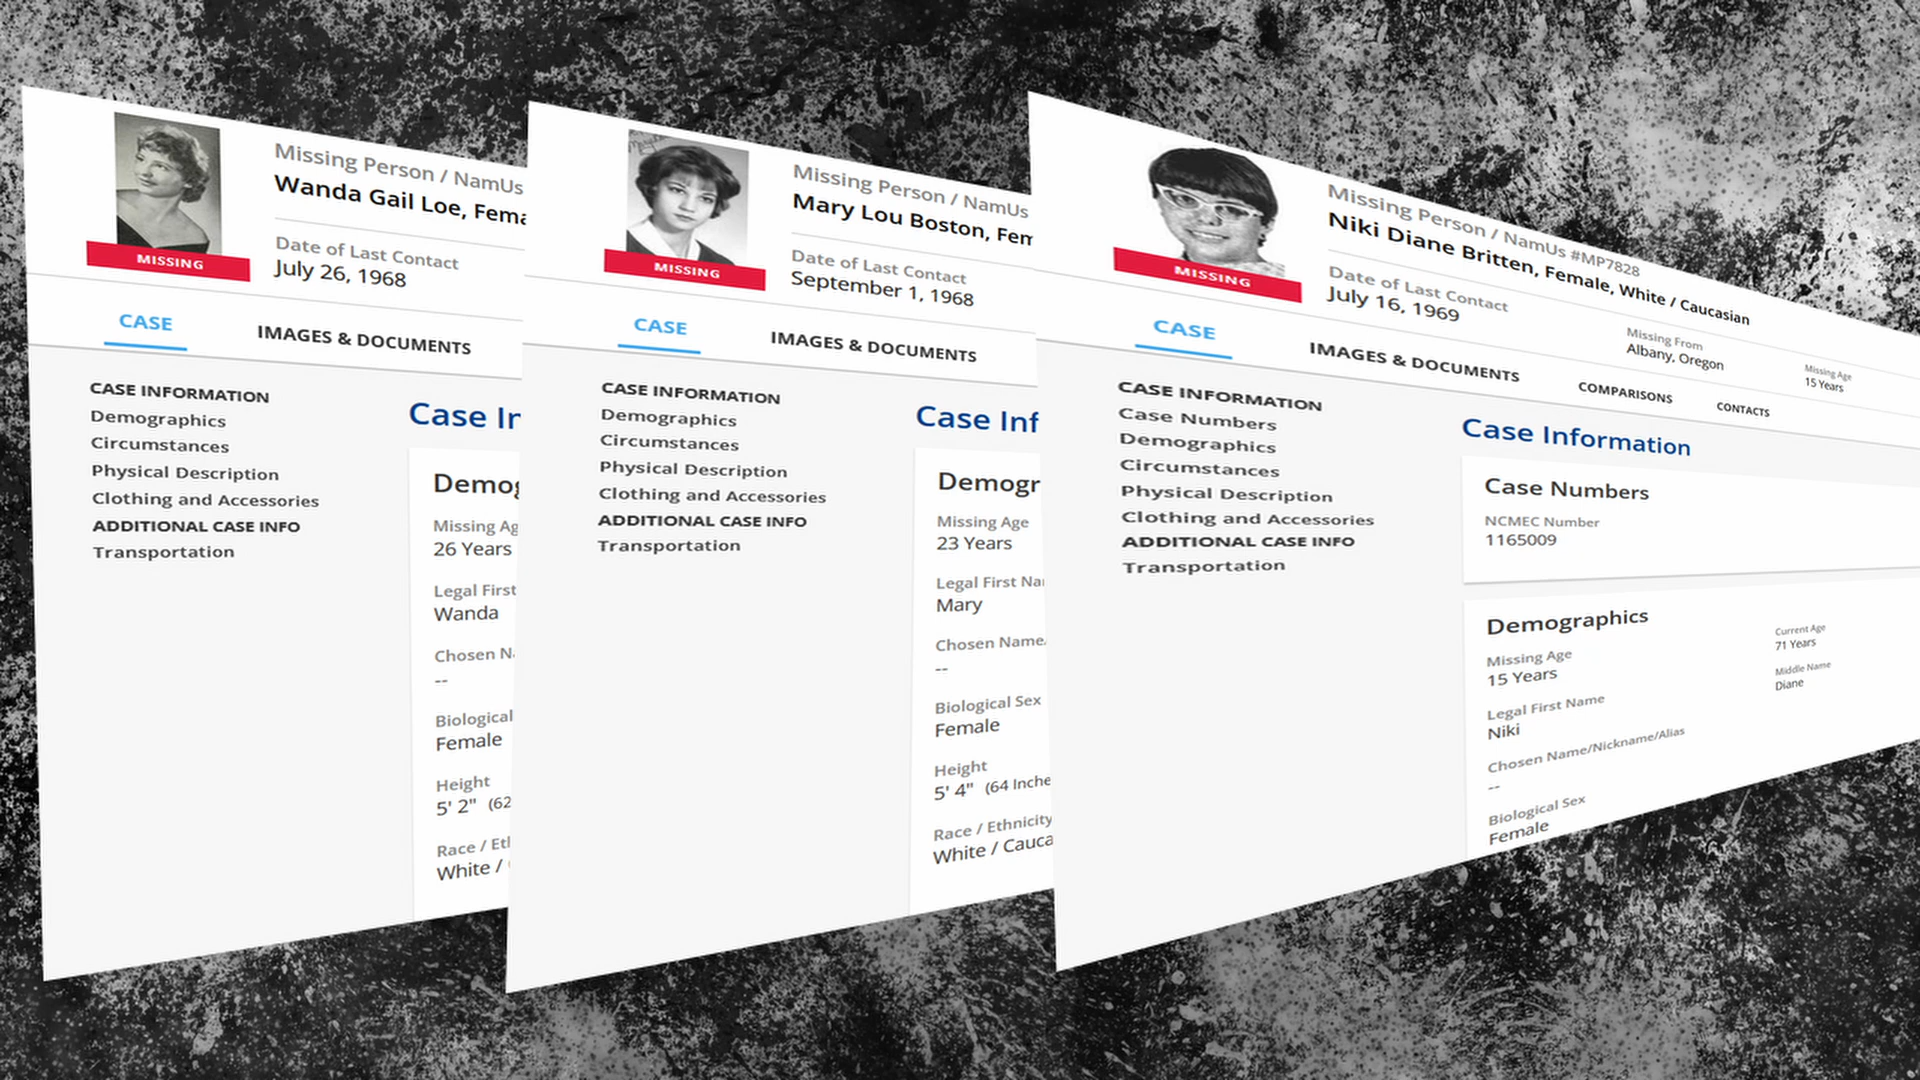 MISSING
Missing Person / NamUs
Wanda Gail Loe, Fema
Date of Last Contact
July 26, 1968
CASE
IMAGES & DOCUMENTS
CASE INFORMATION
Demographics
Circumstances
Physical Description
Clothing and Accessories
ADDITIONAL CASE INFO
Transportation
Case In
Demog
Missing Ag
26 Years
Legal First
Wanda
Chosen Na
--
Biological
Female
Height
5' 2" (62
Race / Eth
White /
MISSING
Missing Person / NamUs
Mary Lou Boston, Fem
Date of Last Contact
September 1, 1968
CASE
IMAGES & DOCUMENTS
CASE INFORMATION
Demographics
Circumstances
Physical Description
Clothing and Accessories
ADDITIONAL CASE INFO
Transportation
Case Inf
Demogr
Missing Age
23 Years
Legal First Nam
Mary
Chosen Name/
--
Biological Sex
Female
Height
5' 4" (64 Inche
Race / Ethnicity
White / Cauca
MISSING
Missing Person / NamUs #MP7828
Niki Diane Britten, Female, White / Caucasian
Date of Last Contact
July 16, 1969
Missing From
Albany, Oregon
Missing Age
15 Years
CASE
IMAGES & DOCUMENTS
COMPARISONS
CONTACTS
CASE INFORMATION
Case Numbers
Demographics
Circumstances
Physical Description
Clothing and Accessories
ADDITIONAL CASE INFO
Transportation
Case Information
Case Numbers
NCMEC Number
1165009
Demographics
Missing Age
15 Years
Current Age
71 Years
Legal First Name
Niki
Middle Name
Diane
Chosen Name/Nickname/Alias
--
Biological Sex
Female